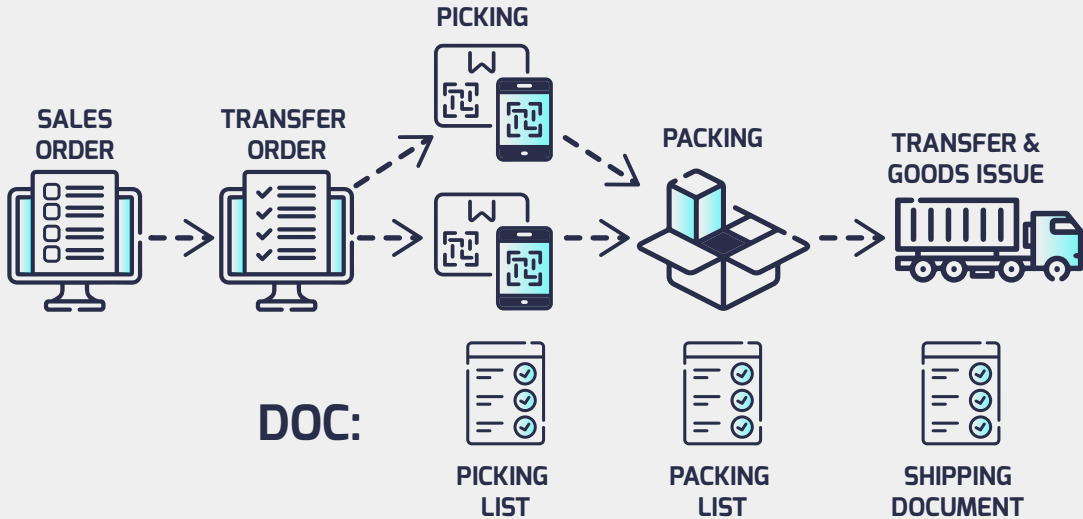 PICKING
SALES
ORDER
TRANSFER
ORDER
PACKING
TRANSFER &
GOODS ISSUE
DOC:
PICKING
LIST
PACKING
LIST
SHIPPING
DOCUMENT